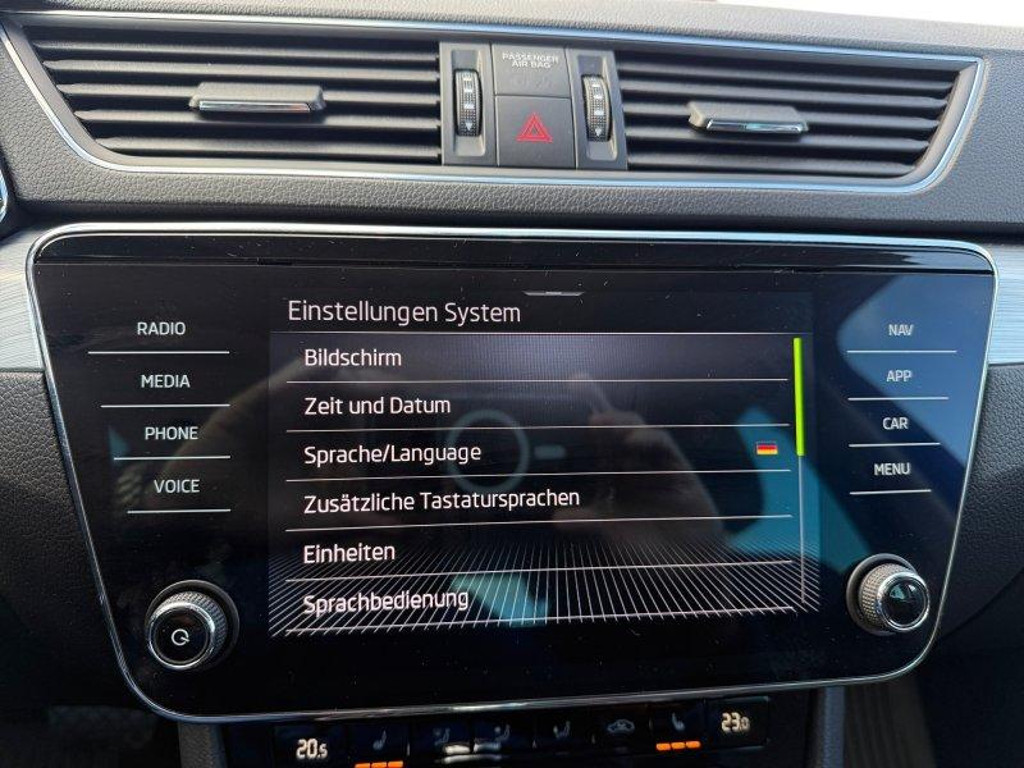 PASSENGER
AIR BAG
RADIO
MEDIA
PHONE
VOICE
Einstellungen System
Bildschirm
Zeit und Datum
Sprache/Language
Zusätzliche Tastatursprachen
Einheiten
Sprachbedienung
NAV
APP
CAR
MENU
20.5
23.0